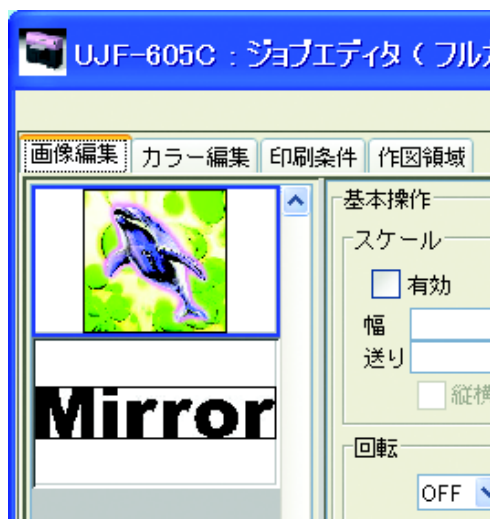 UJF-605C : ジョブエディタ ( フル
画像編集 カラー編集 印刷条件 作図領域
基本操作
スケール
有効
幅
送り
縦横
Mirror
回転
OFF